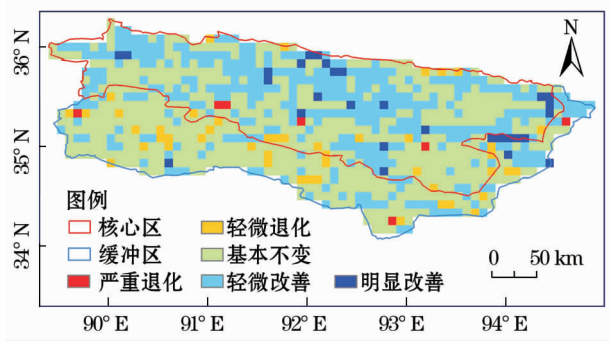 N
36° N
35° N
34° N
图例
核心区
轻微退化
缓冲区
基本不变
严重退化
轻微改善
明显改善
0 50 km
90° E 91° E 92° E 93° E 94° E